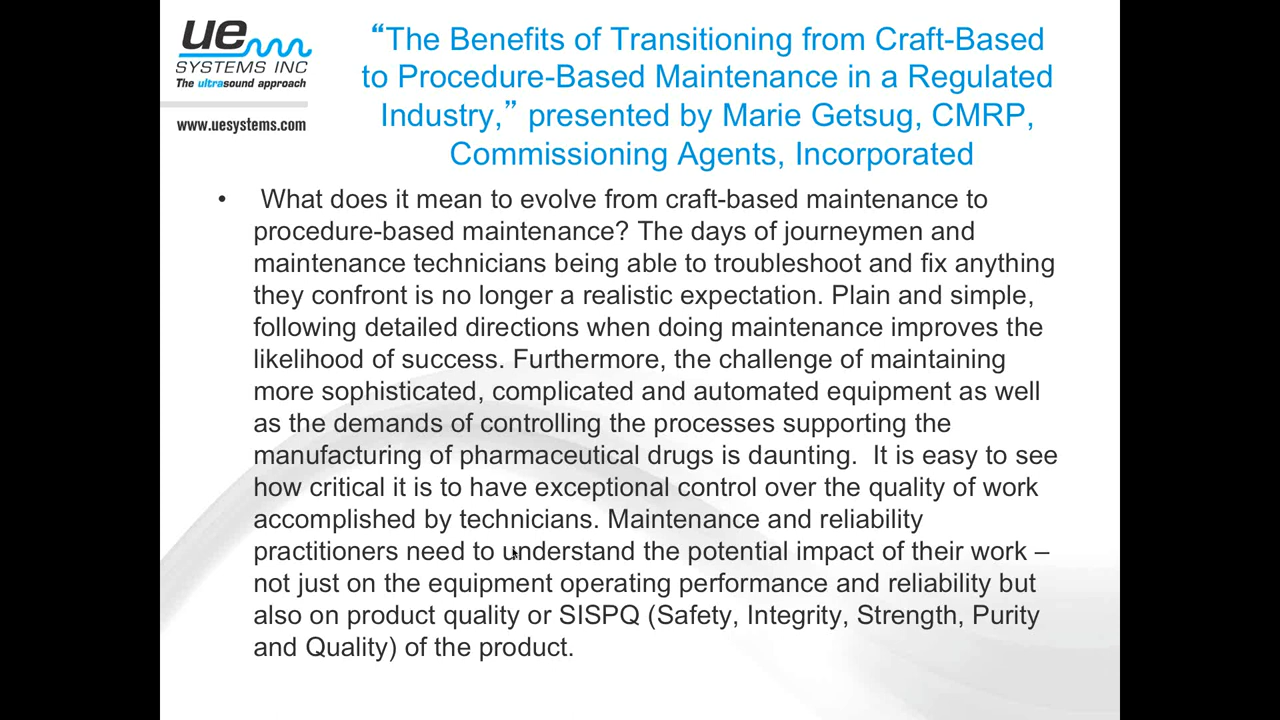 ue
SYSTEMS INC
The ultrasound approach
www.uesystems.com
“The Benefits of Transitioning from Craft-Based
to Procedure-Based Maintenance in a Regulated
Industry,” presented by Marie Getsug, CMRP,
Commissioning Agents, Incorporated
• What does it mean to evolve from craft-based maintenance to
procedure-based maintenance? The days of journeymen and
maintenance technicians being able to troubleshoot and fix anything
they confront is no longer a realistic expectation. Plain and simple,
following detailed directions when doing maintenance improves the
likelihood of success. Furthermore, the challenge of maintaining
more sophisticated, complicated and automated equipment as well
as the demands of controlling the processes supporting the
manufacturing of pharmaceutical drugs is daunting.  It is easy to see
how critical it is to have exceptional control over the quality of work
accomplished by technicians. Maintenance and reliability
practitioners need to understand the potential impact of their work –
not just on the equipment operating performance and reliability but
also on product quality or SISPQ (Safety, Integrity, Strength, Purity
and Quality) of the product.